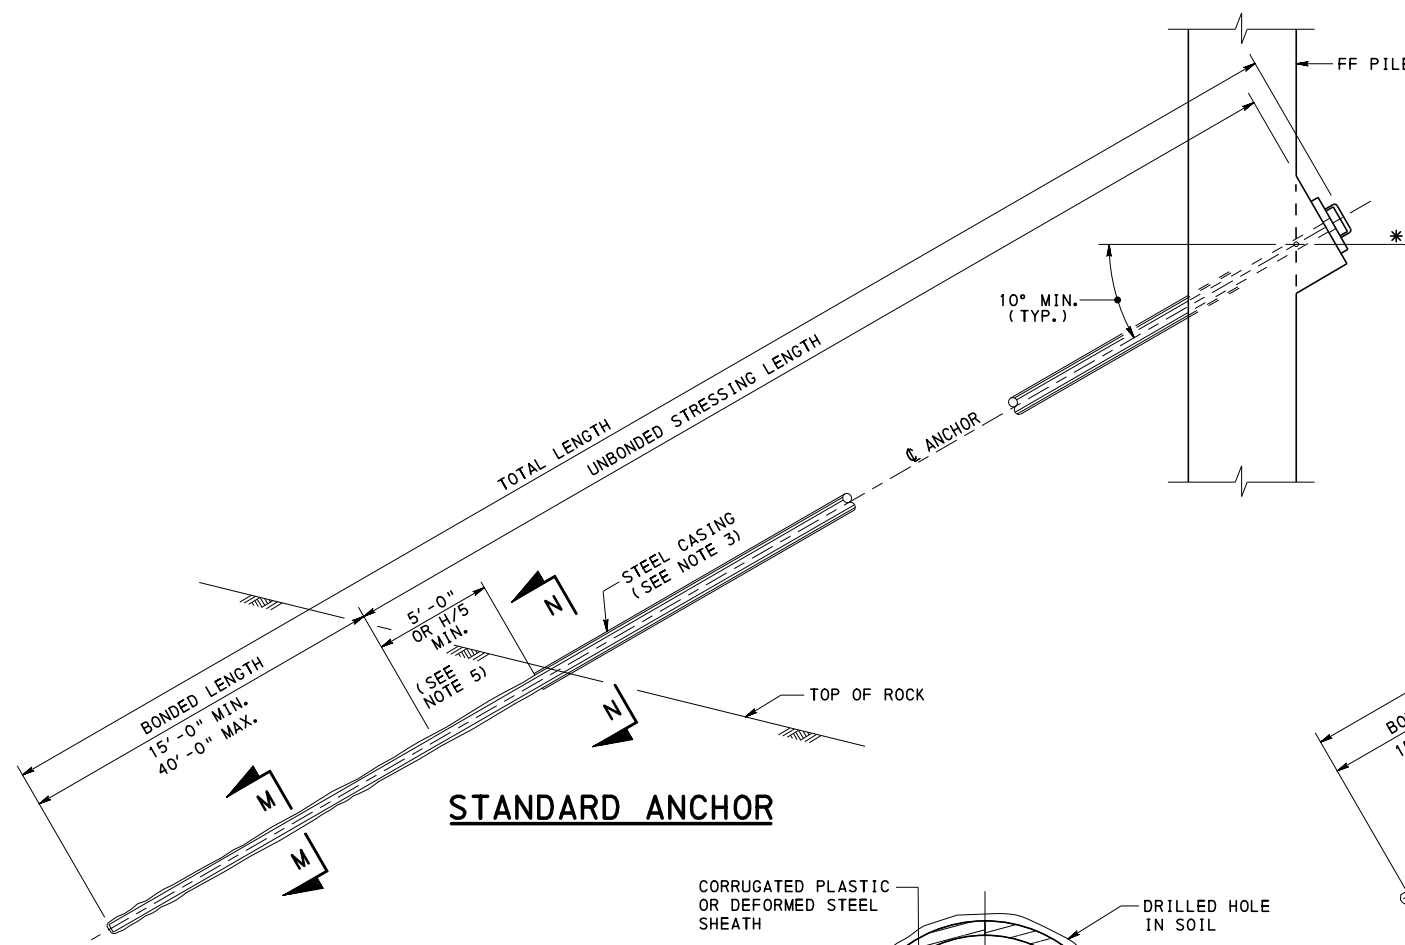 FF PILE
*
10° MIN.
(TYP.)
TOTAL LENGTH
UNBONDED STRESSING LENGTH
℄ ANCHOR
STEEL CASING
(SEE NOTE 3)
N
5'-0"
OR H/5
MIN.
(SEE
NOTE 5)
BONDED LENGTH
15'-0" MIN.
40'-0" MAX.
N
TOP OF ROCK
M
M
STANDARD ANCHOR
BO
1
CORRUGATED PLASTIC
OR DEFORMED STEEL
SHEATH
DRILLED HOLE
IN SOIL